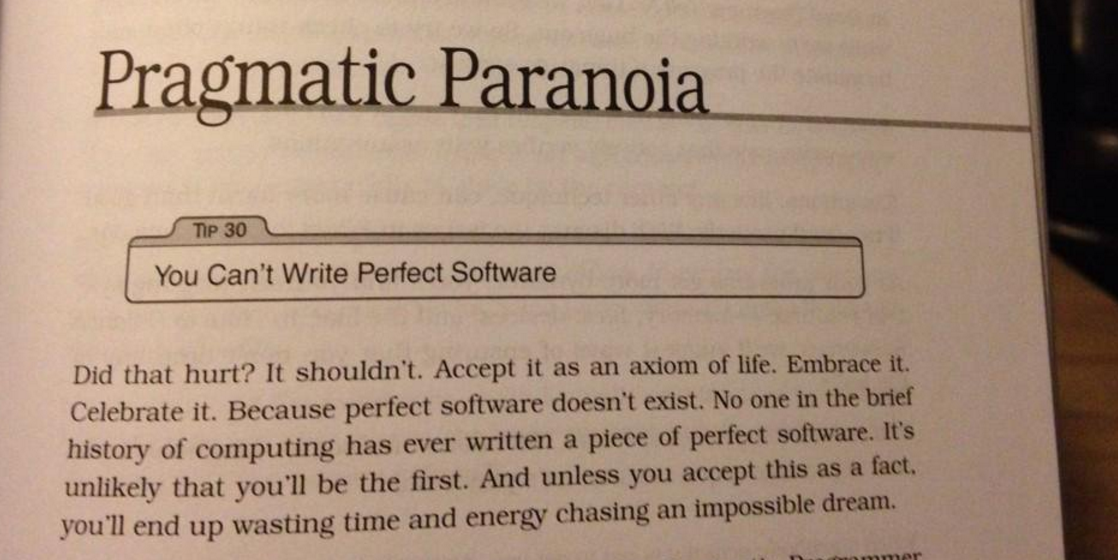 Pragmatic Paranoia
TIP 30
You Can't Write Perfect Software
Did that hurt? It shouldn't. Accept it as an axiom of life. Embrace it.
Celebrate it. Because perfect software doesn't exist. No one in the brief
history of computing has ever written a piece of perfect software. It's
unlikely that you'll be the first. And unless you accept this as a fact,
you'll end up wasting time and energy chasing an impossible dream.
Programmer